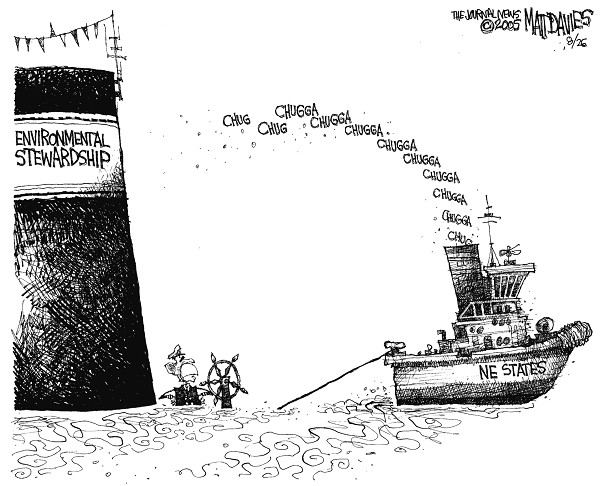 THE JOURNAL NEWS
© 2005
MATT DAVIES
8/26
ENVIRONMENTAL
STEWARDSHIP
CHUG
CHUG
CHUGGA
CHUGGA
CHUGGA
CHUGGA
CHUGGA
CHUGGA
CHUGGA
CHUGGA
CHUG
NE STATES